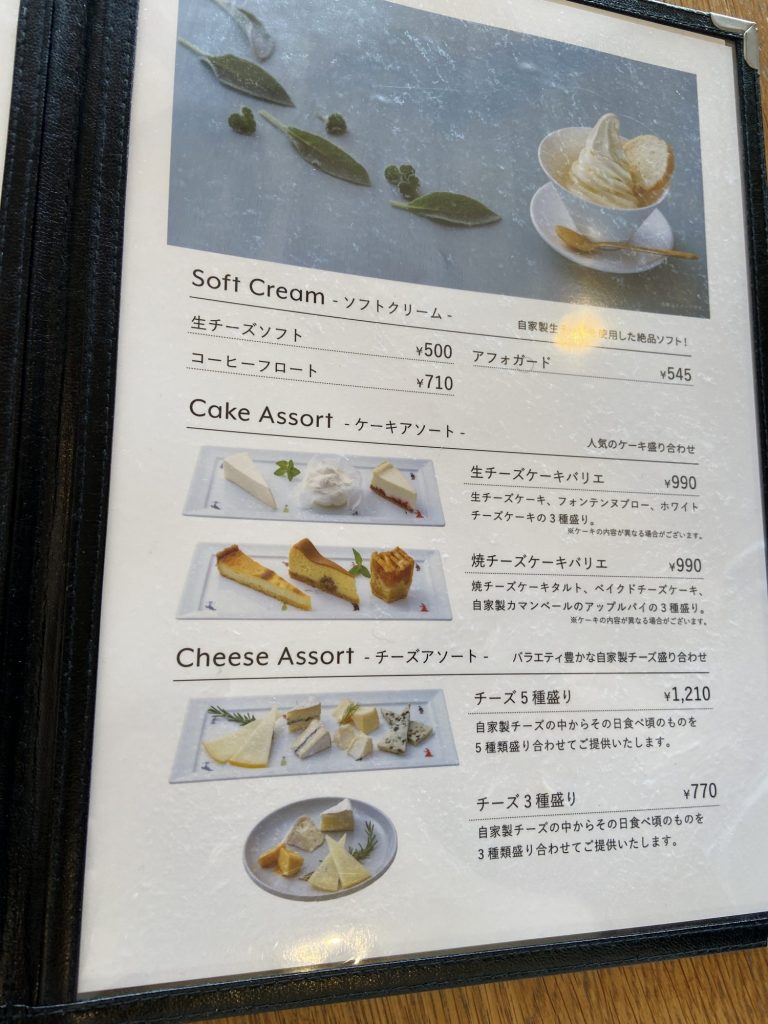 Soft Cream - ソフトクリーム -
自家製生 使用した絶品ソフト!
生チーズソフト ¥500
アフォガード ¥545
コーヒーフロート ¥710
Cake Assort - ケーキアソート -
人気のケーキ盛り合わせ
生チーズケーキバリエ ¥990
生チーズケーキ、フォンテンヌブロー、ホワイト
チーズケーキの3種盛り。
※ケーキの内容が異なる場合がございます。
焼チーズケーキバリエ ¥990
焼チーズケーキタルト、ベイクドチーズケーキ、
自家製カマンベールのアップルパイの3種盛り。
※ケーキの内容が異なる場合がございます。
Cheese Assort - チーズアソート -
バラエティ豊かな自家製チーズ盛り合わせ
チーズ5種盛り ¥1,210
自家製チーズの中からその日食べ頃のものを
5種類盛り合わせてご提供いたします。
チーズ3種盛り ¥770
自家製チーズの中からその日食べ頃のものを
3種類盛り合わせてご提供いたします。